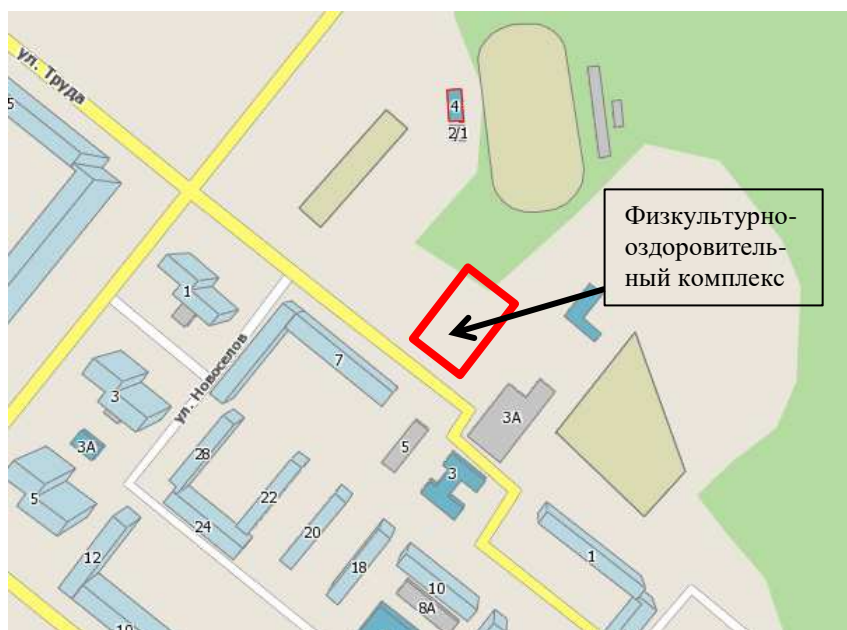 ул. Труда
4
2/1
5
Физкультурно-
оздоровитель-
ный комплекс
1
7
ул. Новоселов
3
3А
3А
5
28
3
5
22
24
20
1
12
18
10
8А